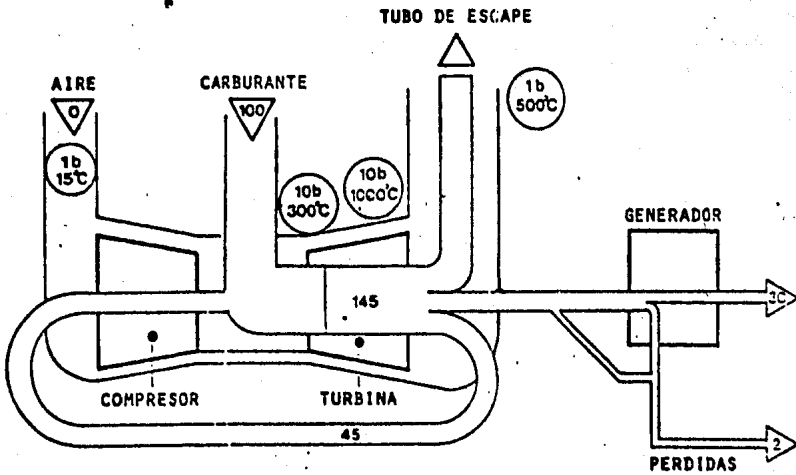 TUBO DE ESCAPE
AIRE
0
CARBURANTE
100
1b
500°C
1b
15°C
10b
300°C
10b
1000°C
GENERADOR
145
30
COMPRESOR
TURBINA
45
2
PERDIDAS